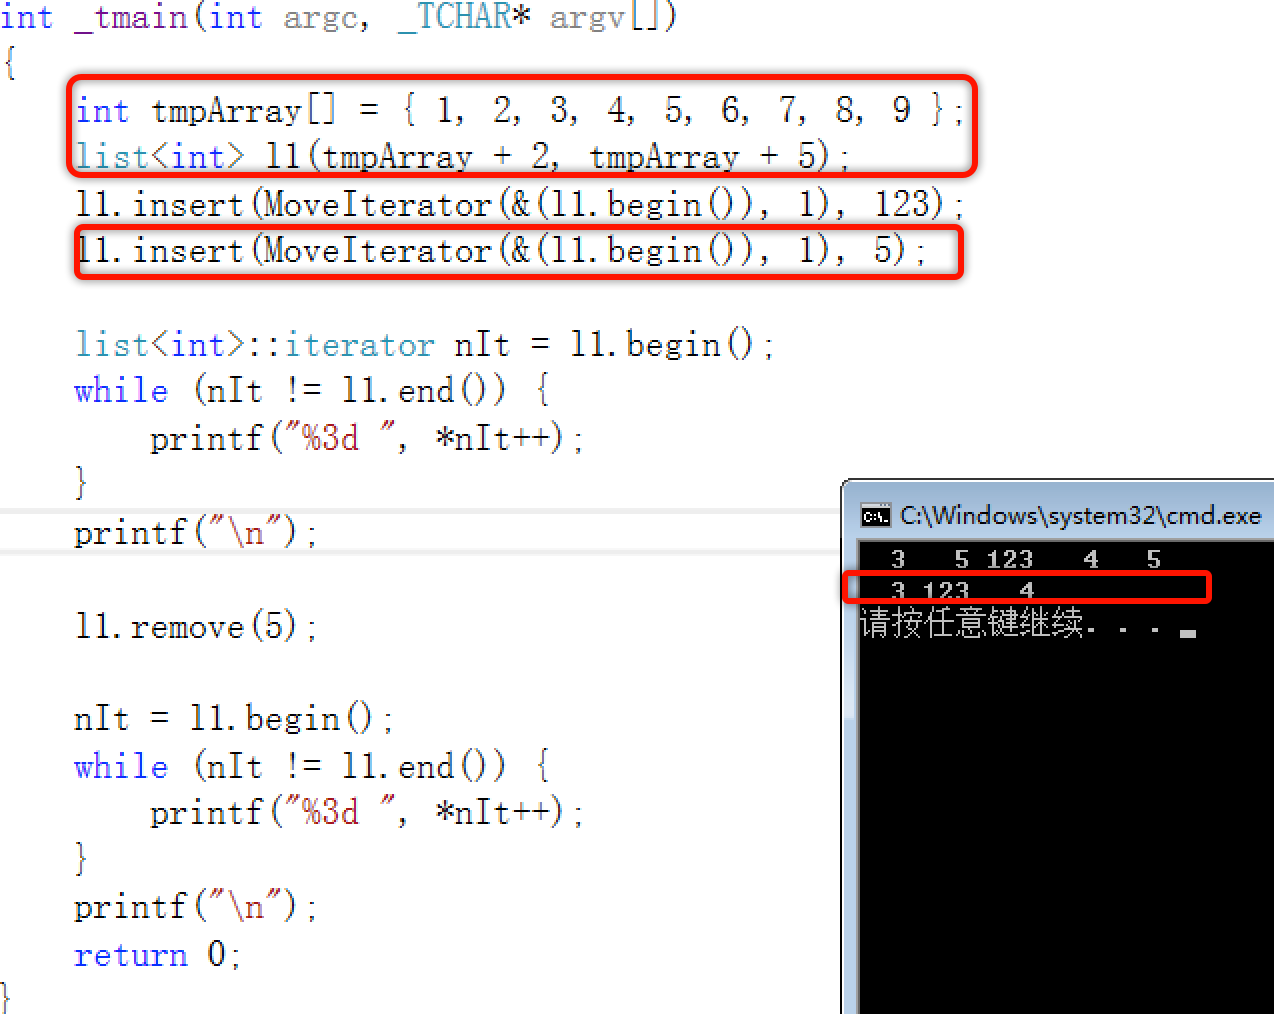 int _tmain(int argc, _TCHAR* argv[])
{
int tmpArray[] = { 1, 2, 3, 4, 5, 6, 7, 8, 9 };
list<int> l1(tmpArray + 2, tmpArray + 5);
l1.insert(MoveIterator(&(l1.begin()), 1), 123);
l1.insert(MoveIterator(&(l1.begin()), 1), 5);
list<int>::iterator nIt = l1.begin();
while (nIt != l1.end()) {
printf("%3d ", *nIt++);
}
printf("\n");
l1.remove(5);
nIt = l1.begin();
while (nIt != l1.end()) {
printf("%3d ", *nIt++);
}
printf("\n");
return 0;
}
C:\Windows\system32\cmd.exe
3 5 123 4 5
3 123 4
请按任意键继续. . .